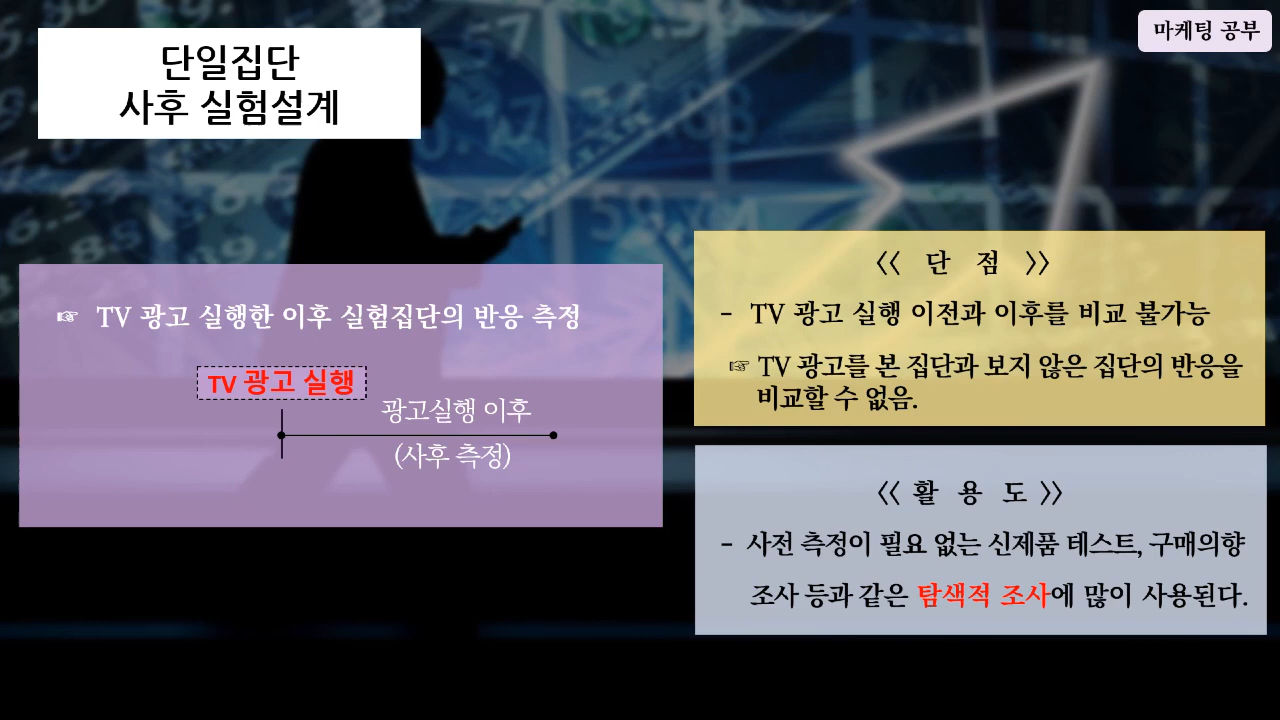 마케팅 공부
단일집단
사후 실험설계
☞ TV 광고 실행한 이후 실험집단의 반응 측정
TV 광고 실행
광고실행 이후
(사후 측정)
<< 단 점 >>
- TV 광고 실행 이전과 이후를 비교 불가능
☞ TV 광고를 본 집단과 보지 않은 집단의 반응을
비교할 수 없음.
<< 활 용 도 >>
- 사전 측정이 필요 없는 신제품 테스트, 구매의향
조사 등과 같은 탐색적 조사에 많이 사용된다.